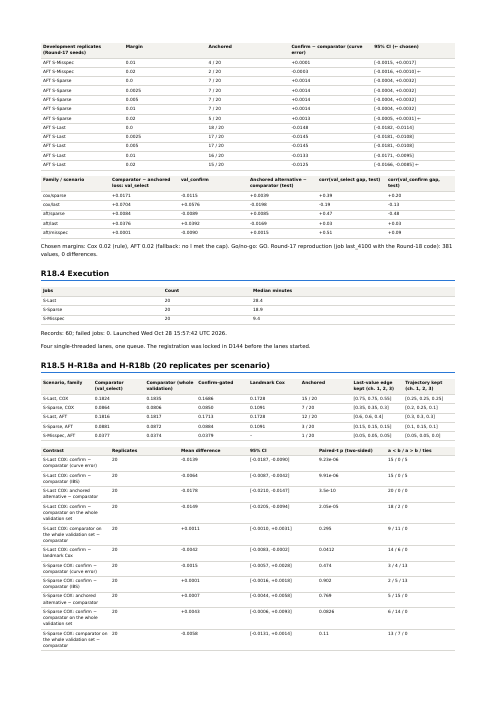 Development replicates (Round-17 seeds) Margin Anchored Confirm − comparator (curve error) 95% CI (← chosen)
AFT S-Misspec 0.01 4 / 20 +0.0001 [-0.0015, +0.0017]
AFT S-Misspec 0.02 2 / 20 -0.0003 [-0.0016, +0.0010] ←
AFT S-Sparse 0.0 7 / 20 +0.0014 [-0.0004, +0.0032]
AFT S-Sparse 0.0025 7 / 20 +0.0014 [-0.0004, +0.0032]
AFT S-Sparse 0.005 7 / 20 +0.0014 [-0.0004, +0.0032]
AFT S-Sparse 0.01 7 / 20 +0.0014 [-0.0004, +0.0032]
AFT S-Sparse 0.02 5 / 20 +0.0013 [-0.0005, +0.0031] ←
AFT S-Last 0.0 18 / 20 -0.0148 [-0.0182, -0.0114]
AFT S-Last 0.0025 17 / 20 -0.0145 [-0.0181, -0.0108]
AFT S-Last 0.005 17 / 20 -0.0145 [-0.0181, -0.0108]
AFT S-Last 0.01 16 / 20 -0.0133 [-0.0171, -0.0095]
AFT S-Last 0.02 15 / 20 -0.0125 [-0.0166, -0.0085] ←
Family / scenario Comparator − anchored loss: val_select val_confirm Anchored alternative − comparator (test) corr(val_select gap, test) corr(val_confirm gap, test)
cox/sparse +0.0171 -0.0115 +0.0039 +0.39 +0.20
cox/last +0.0704 +0.0576 -0.0198 -0.19 -0.13
aft/sparse +0.0084 -0.0089 +0.0085 +0.47 -0.48
aft/last +0.0376 +0.0392 -0.0169 +0.03 +0.03
aft/misspec +0.0001 -0.0090 +0.0015 +0.51 +0.09
Chosen margins: Cox 0.02 (rule), AFT 0.02 (fallback: no l met the cap). Go/no-go: GO. Round-17 reproduction (job last_4100 with the Round-18 code): 381
values, 0 differences.
R18.4 Execution
Jobs Count Median minutes
S-Last 20 28.4
S-Sparse 20 18.9
S-Misspec 20 9.4
Records: 60; failed jobs: 0. Launched Wed Oct 28 15:57:42 UTC 2026.
Four single-threaded lanes, one queue. The registration was locked in D144 before the lanes started.
R18.5 H-R18a and H-R18b (20 replicates per scenario)
Scenario, family Comparator (val_select) Comparator (whole validation) Confirm-gated Landmark Cox Anchored Last-value edge kept (ch. 1, 2, 3) Trajectory kept (ch. 1, 2, 3)
S-Last, COX 0.1824 0.1835 0.1686 0.1728 15 / 20 [0.75, 0.75, 0.55] [0.25, 0.25, 0.25]
S-Sparse, COX 0.0864 0.0806 0.0850 0.1091 7 / 20 [0.35, 0.35, 0.3] [0.2, 0.25, 0.1]
S-Last, AFT 0.1816 0.1817 0.1713 0.1728 12 / 20 [0.6, 0.6, 0.4] [0.3, 0.3, 0.3]
S-Sparse, AFT 0.0881 0.0872 0.0884 0.1091 3 / 20 [0.15, 0.15, 0.15] [0.1, 0.15, 0.1]
S-Misspec, AFT 0.0377 0.0374 0.0379 – 1 / 20 [0.05, 0.05, 0.05] [0.05, 0.05, 0.0]
Contrast Replicates Mean difference 95% CI Paired-t p (two-sided) a < b / a > b / ties
S-Last COX: confirm − comparator (curve error) 20 -0.0139 [-0.0187, -0.0090] 9.23e-06 15 / 0 / 5
S-Last COX: confirm − comparator (IBS) 20 -0.0064 [-0.0087, -0.0042] 9.91e-06 15 / 0 / 5
S-Last COX: anchored alternative − comparator 20 -0.0178 [-0.0210, -0.0147] 3.5e-10 20 / 0 / 0
S-Last COX: confirm − comparator on the whole validation set 20 -0.0149 [-0.0205, -0.0094] 2.05e-05 18 / 2 / 0
S-Last COX: comparator on the whole validation set − comparator 20 +0.0011 [-0.0010, +0.0031] 0.295 9 / 11 / 0
S-Last COX: confirm − landmark Cox 20 -0.0042 [-0.0083, -0.0002] 0.0412 14 / 6 / 0
S-Sparse COX: confirm − comparator (curve error) 20 -0.0015 [-0.0057, +0.0028] 0.474 3 / 4 / 13
S-Sparse COX: confirm − comparator (IBS) 20 +0.0001 [-0.0016, +0.0018] 0.902 2 / 5 / 13
S-Sparse COX: anchored alternative − comparator 20 +0.0007 [-0.0044, +0.0058] 0.769 5 / 15 / 0
S-Sparse COX: confirm − comparator on the whole validation set 20 +0.0043 [-0.0006, +0.0093] 0.0826 6 / 14 / 0
S-Sparse COX: comparator on the whole validation set − comparator 20 -0.0058 [-0.0131, +0.0014] 0.11 13 / 7 / 0